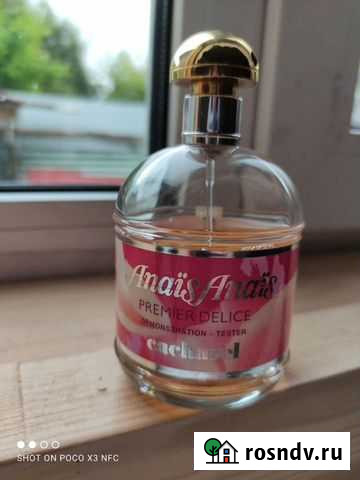 Anaïs Anaïs
PREMIER DELICE
DEMONSTRATION - TESTER
cacharel
SHOT ON POCO X3 NFC
rosndv.ru